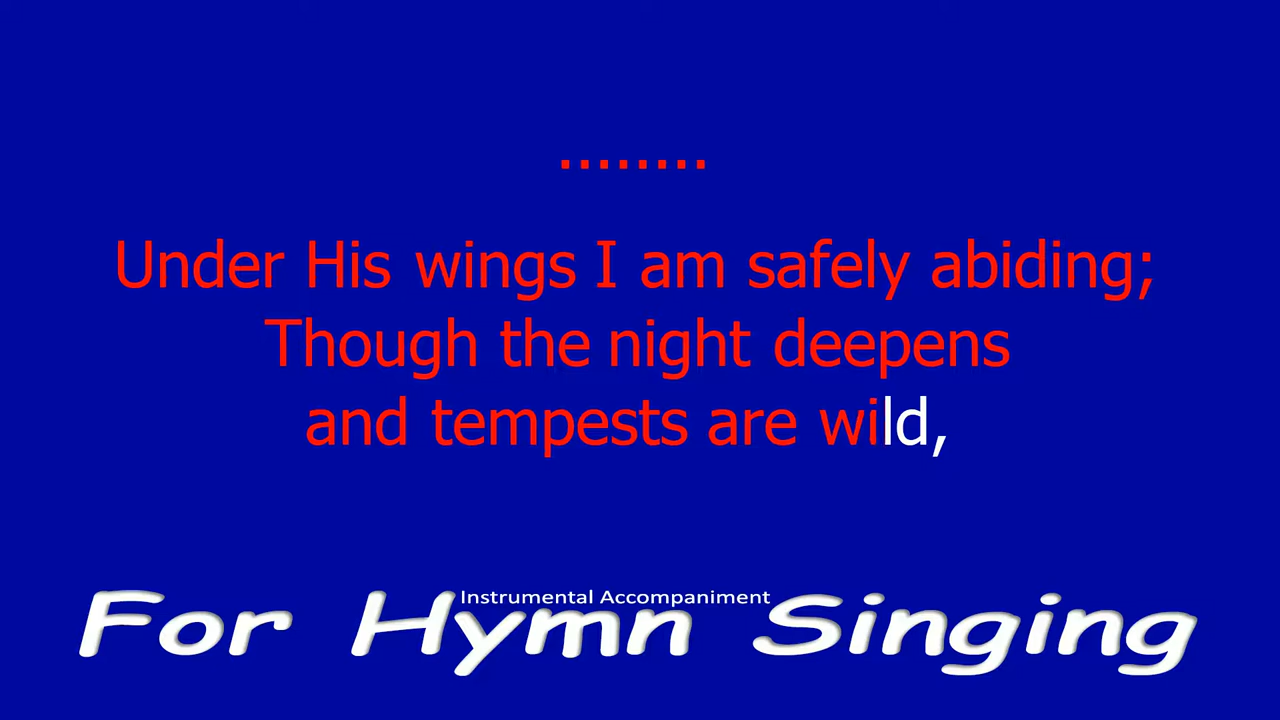 ........
Under His wings I am safely abiding;
Though the night deepens
and tempests are wild,
Instrumental Accompaniment
For Hymn Singing